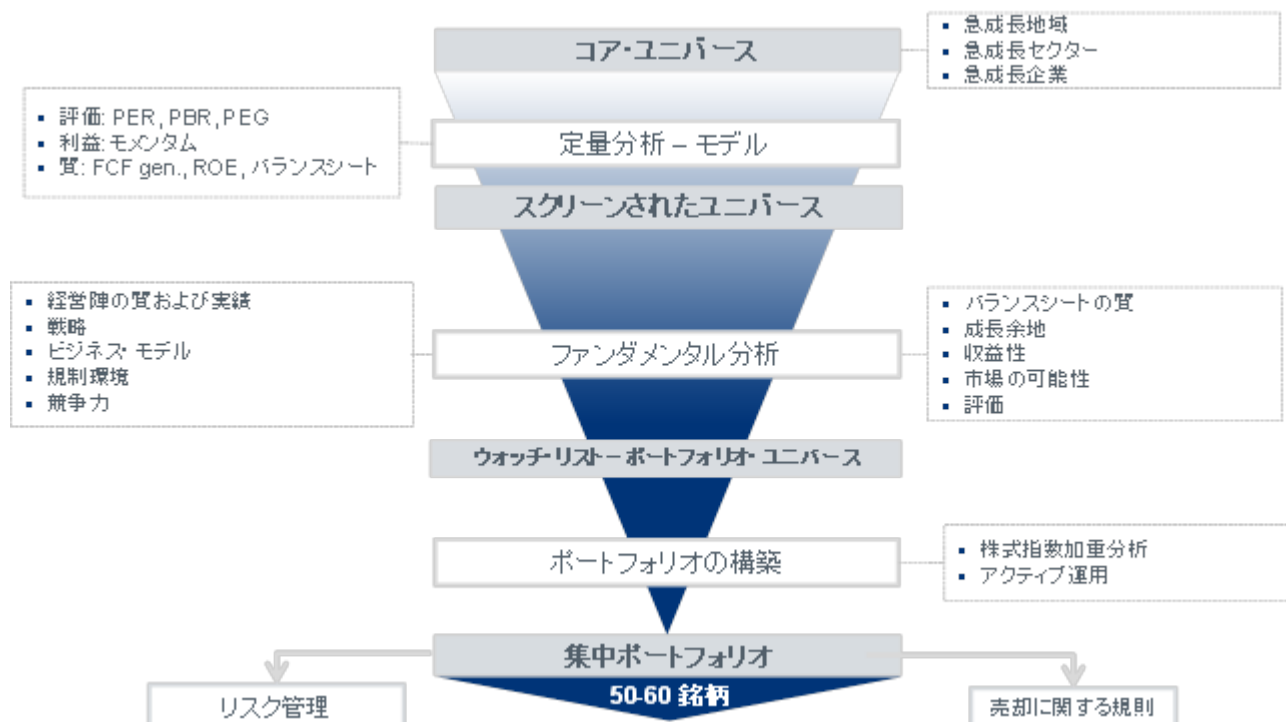 コア・ユニバース
▪ 急成長地域
▪ 急成長セクター
▪ 急成長企業
▪ 評価: PER, PBR, PEG
▪ 利益: モメンタム
▪ 質: FCF gen., ROE, バランスシート
定量分析 – モデル
スクリーンされたユニバース
▪ 経営陣の質および実績
▪ 戦略
▪ ビジネス・モデル
▪ 規制環境
▪ 競争力
ファンダメンタル分析
▪ バランスシートの質
▪ 成長余地
▪ 収益性
▪ 市場の可能性
▪ 評価
ウォッチ・リスト – ポートフォリオ・ユニバース
ポートフォリオの構築
▪ 株式指数加重分析
▪ アクティブ運用
集中ポートフォリオ
50-60 銘柄
リスク管理
売却に関する規則